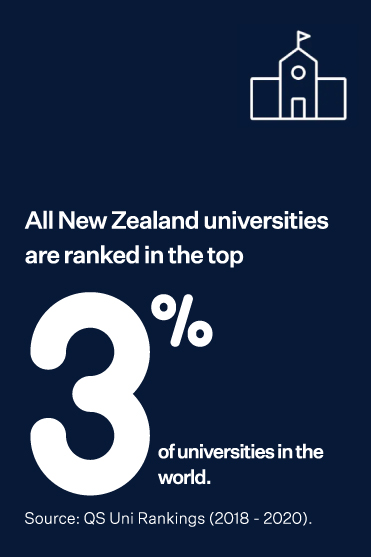 All New Zealand universities
are ranked in the top
3%
of universities in the
world.
Source: QS Uni Rankings (2018 - 2020).